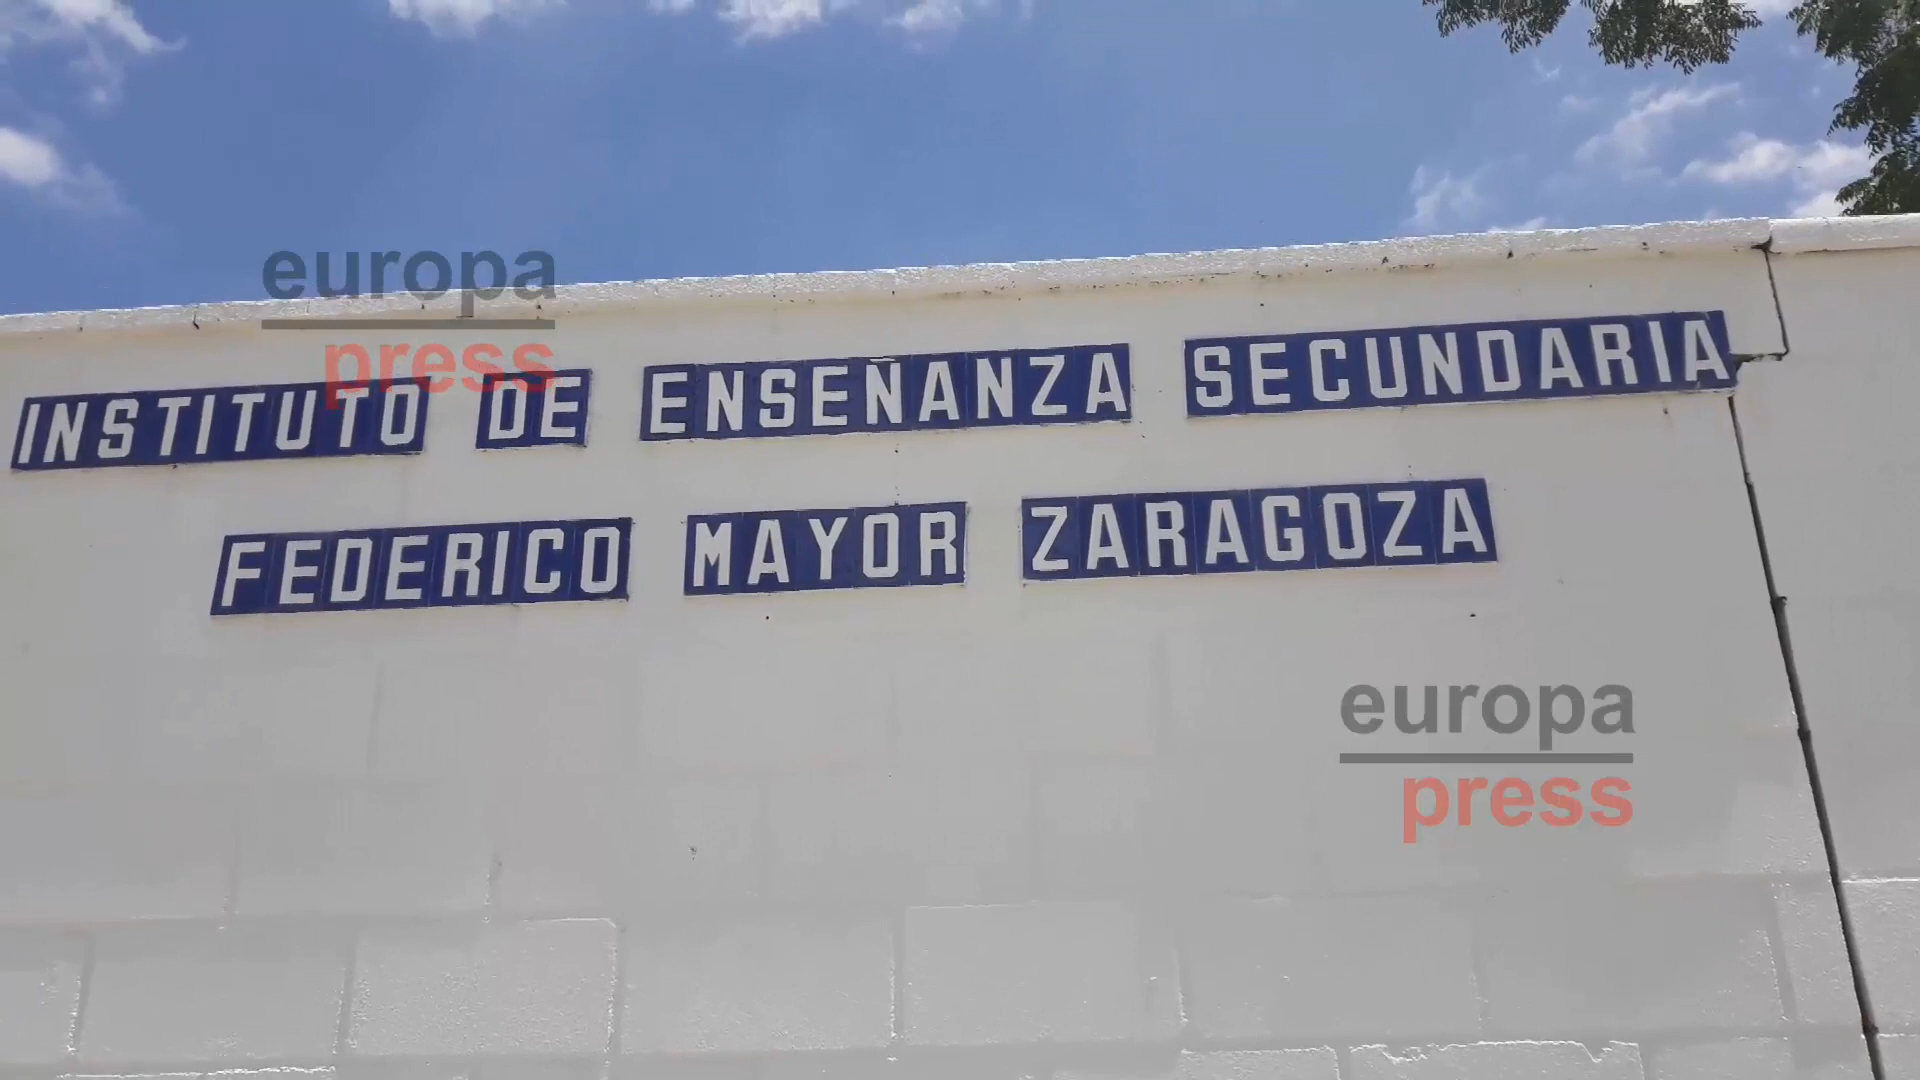 europa
press
INSTITUTO DE ENSEÑANZA SECUNDARIA
FEDERICO MAYOR ZARAGOZA
europa
press